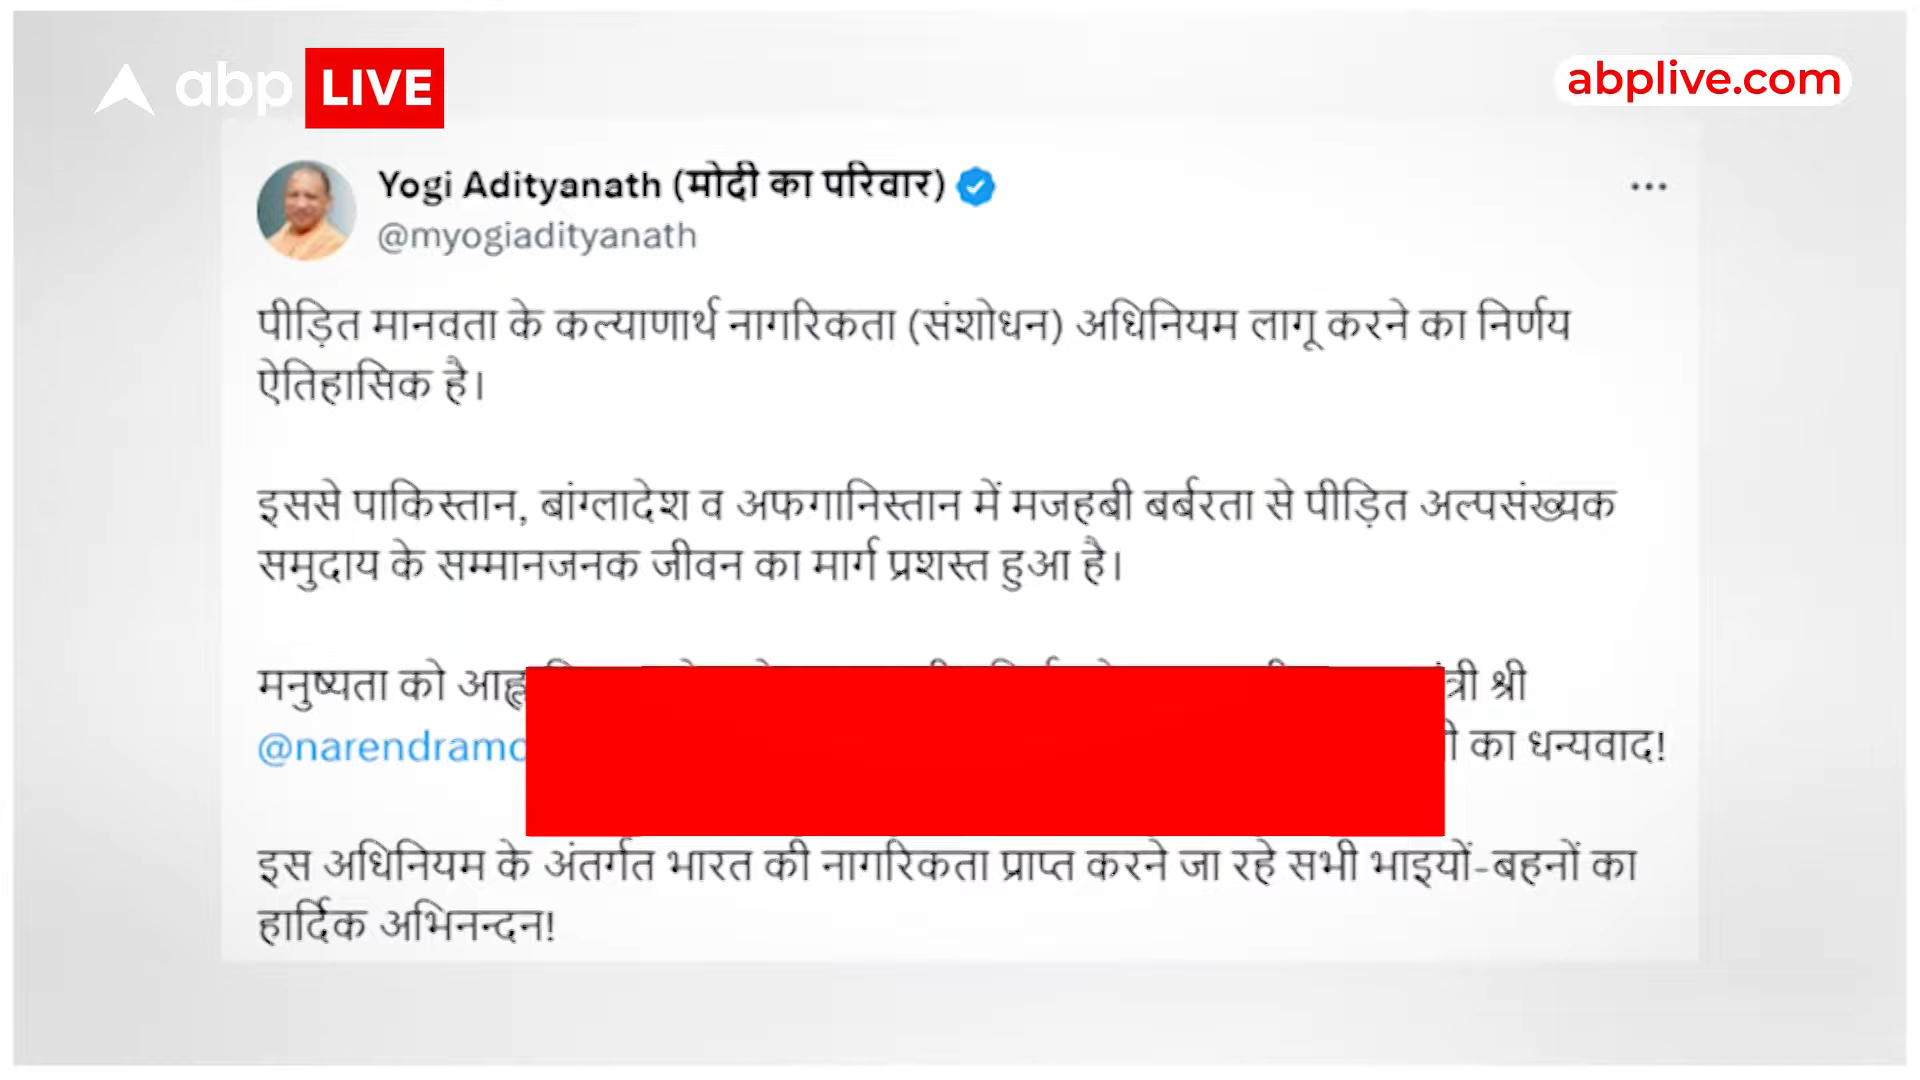 abp LIVE
abplive.com
Yogi Adityanath (मोदी का परिवार)
@myogiadityanath
पीड़ित मानवता के कल्याणार्थ नागरिकता (संशोधन) अधिनियम लागू करने का निर्णय
ऐतिहासिक है।
इससे पाकिस्तान, बांग्लादेश व अफगानिस्तान में मजहबी बर्बरता से पीड़ित अल्पसंख्यक
समुदाय के सम्मानजनक जीवन का मार्ग प्रशस्त हुआ है।
मनुष्यता को श्री
का धन्यवाद!
इस अधिनियम के अंतर्गत भारत की नागरिकता प्राप्त करने जा रहे सभी भाइयों-बहनों का
हार्दिक अभिनन्दन!